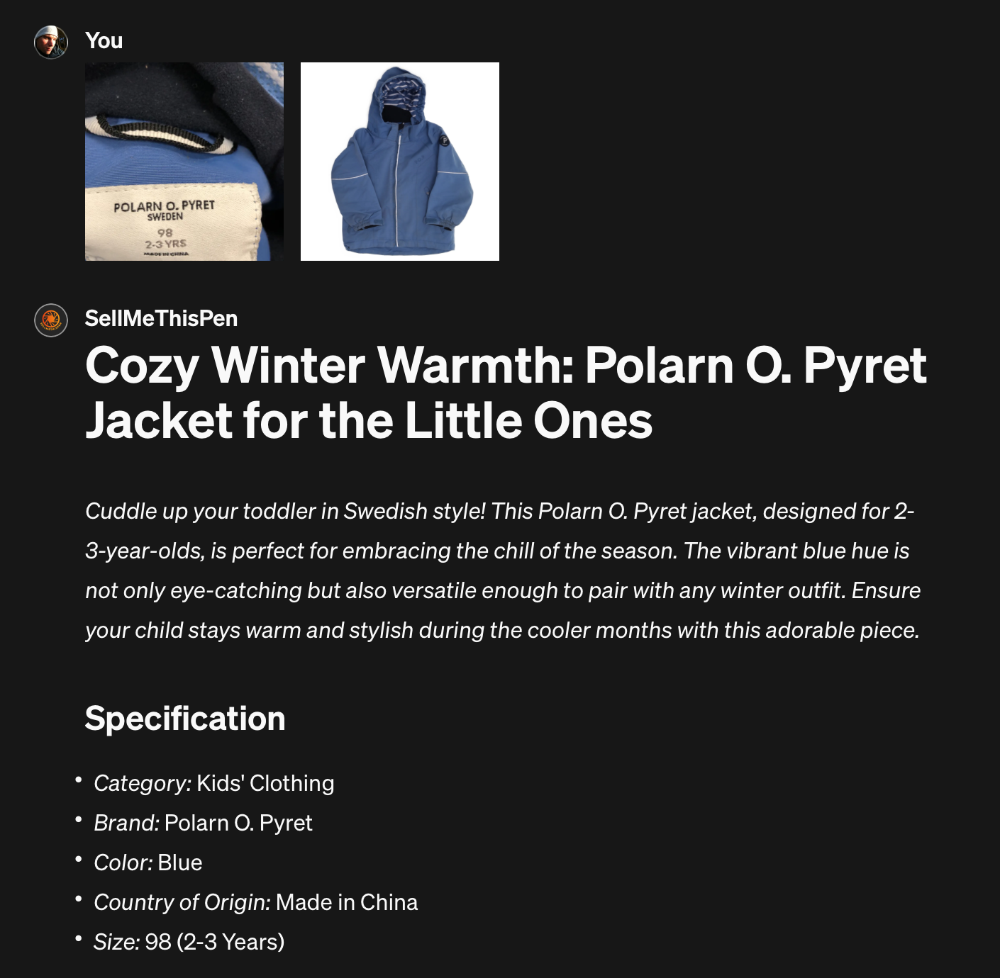 You
POLARN O. PYRET
SWEDEN
98
2-3 YRS
MADE IN CHINA
P
SellMeThisPen
Cozy Winter Warmth: Polarn O. Pyret
Jacket for the Little Ones
Cuddle up your toddler in Swedish style! This Polarn O. Pyret jacket, designed for 2-
3-year-olds, is perfect for embracing the chill of the season. The vibrant blue hue is
not only eye-catching but also versatile enough to pair with any winter outfit. Ensure
your child stays warm and stylish during the cooler months with this adorable piece.
Specification
• Category: Kids' Clothing
• Brand: Polarn O. Pyret
• Color: Blue
• Country of Origin: Made in China
• Size: 98 (2-3 Years)